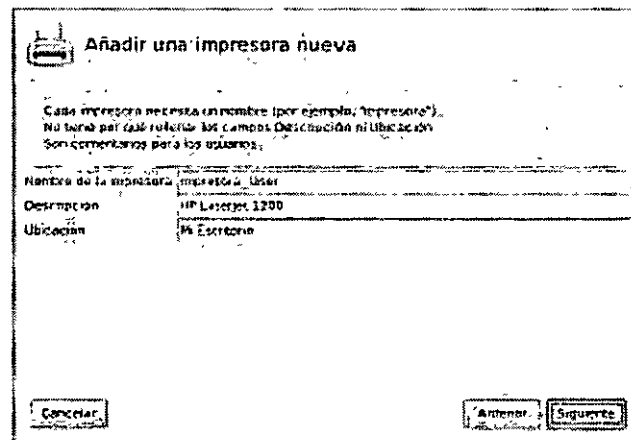 Añadir una impresora nueva
Cada impresora necesita un nombre (por ejemplo, "impresora").
No tiene por qué rellenar los campos Descripción ni Ubicación
Son comentarios para los usuarios.
Nombre de la impresora impresora_laser
Descripción HP Laserjet 1200
Ubicación Mi Escritorio
Cancelar Anterior Siguiente